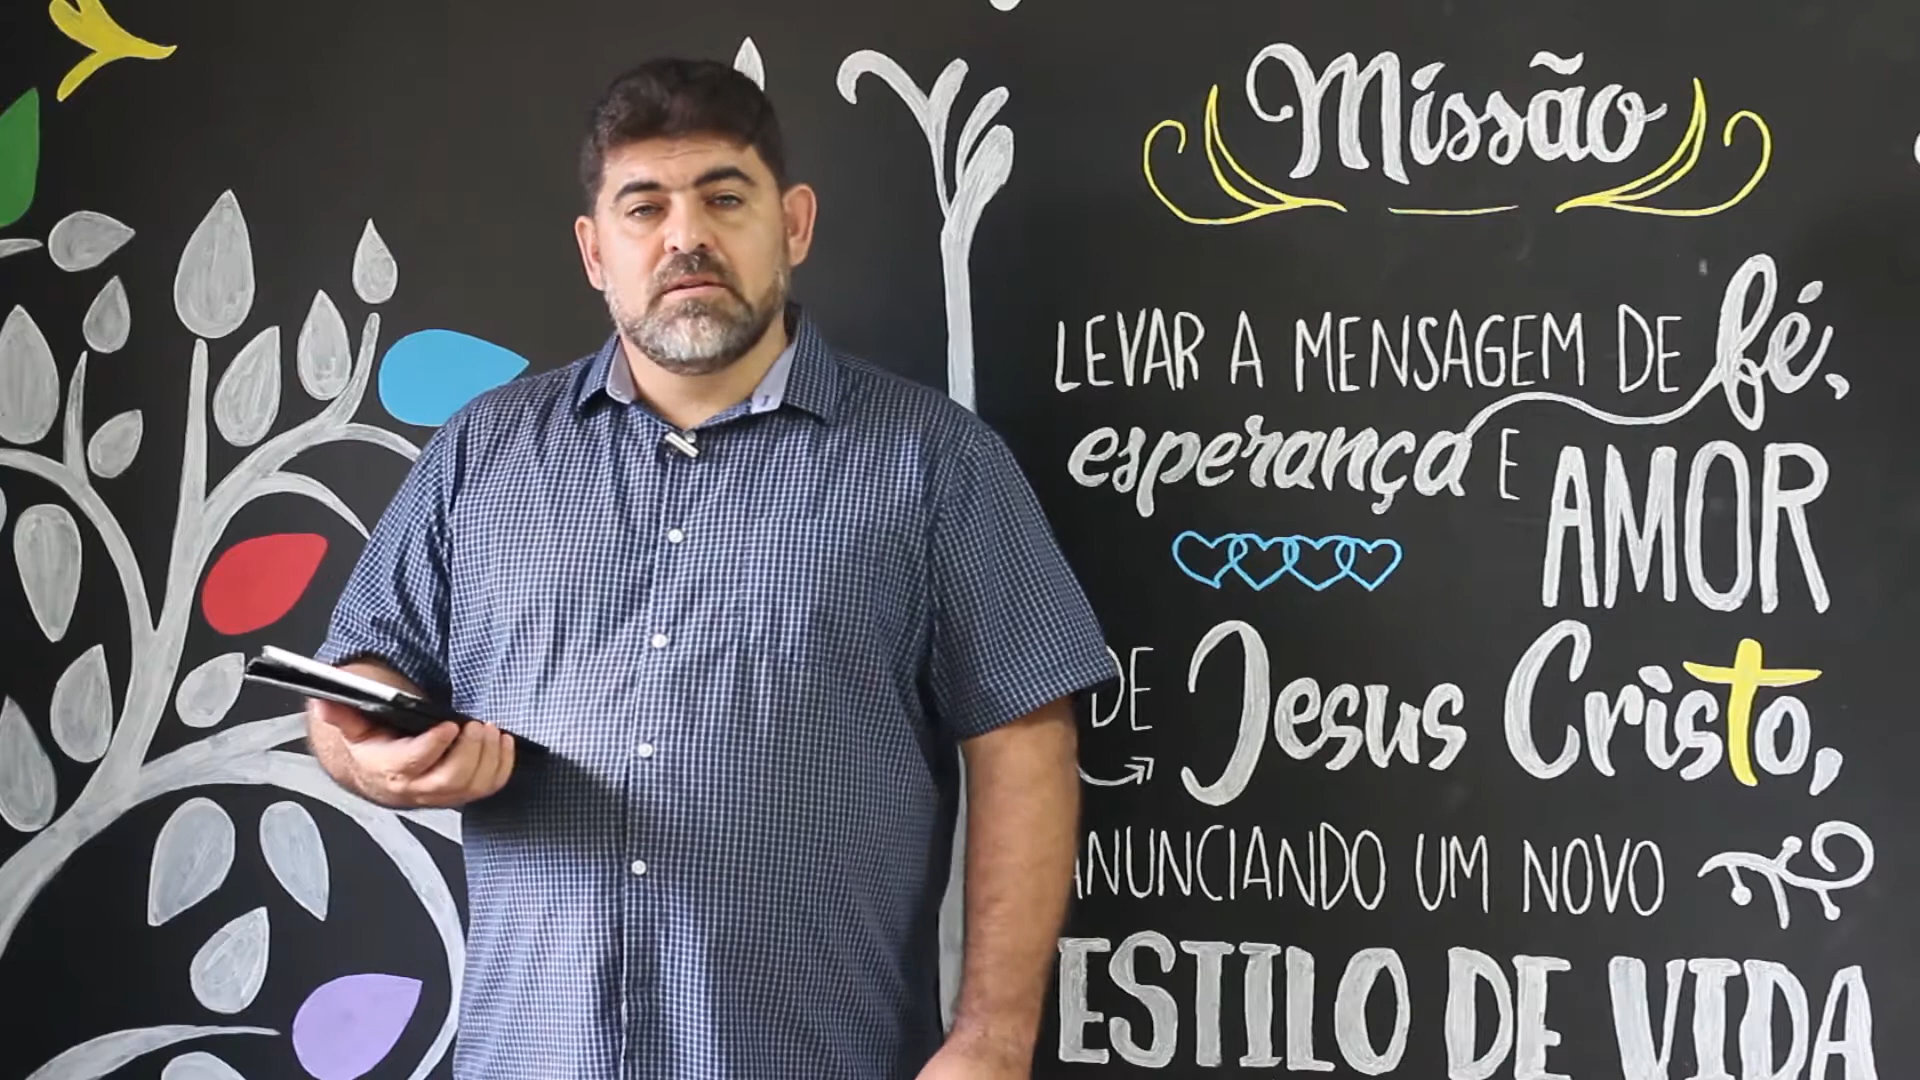 Missão
LEVAR A MENSAGEM DE fé,
esperança E AMOR
DE Jesus Cristo,
ANUNCIANDO UM NOVO
ESTILO DE VIDA